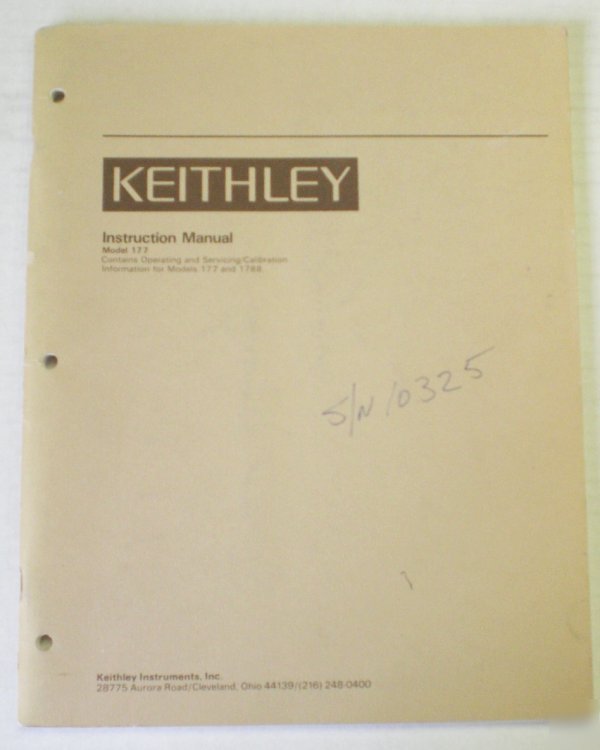 KEITHLEY
Instruction Manual
Model 177
Contains Operating and Servicing/Calibration
Information for Models 177 and 1788
S/N 10325
Keithley Instruments, Inc.
28775 Aurora Road/Cleveland, Ohio 44139/(216) 248-0400